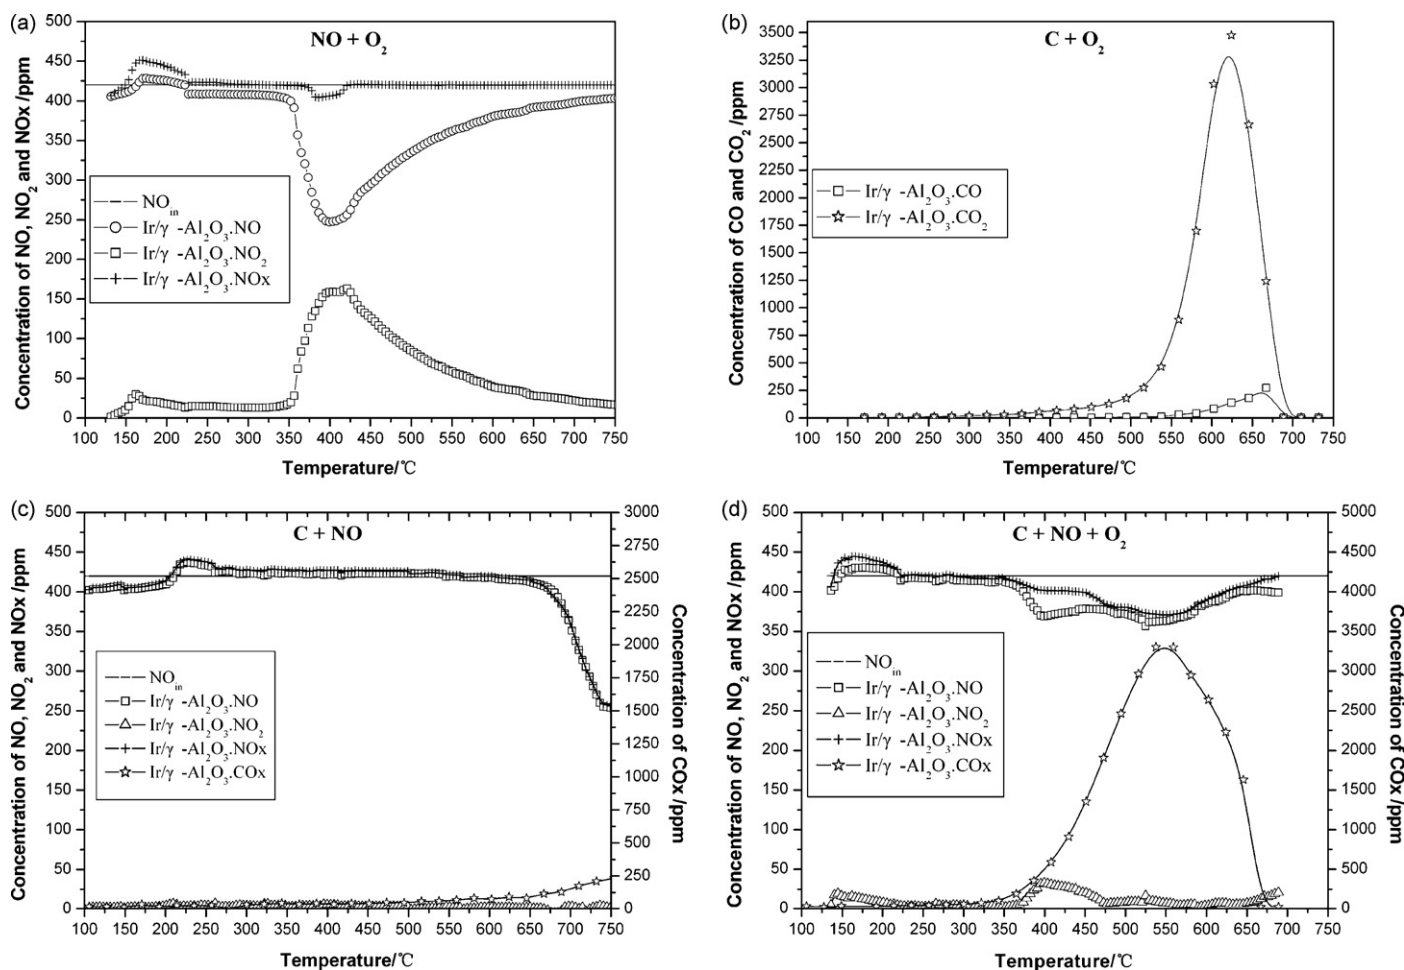 (a)
NO + O2
Concentration of NO, NO2 and NOx /ppm
500
450
400
350
300
250
200
150
100
50
0
NOin
Ir/γ -Al2O3.NO
Ir/γ -Al2O3.NO2
Ir/γ -Al2O3.NOx
100 150 200 250 300 350 400 450 500 550 600 650 700 750
Temperature/℃
(b)
C + O2
Concentration of CO and CO2 /ppm
3500
3250
3000
2750
2500
2250
2000
1750
1500
1250
1000
750
500
250
0
Ir/γ -Al2O3.CO
Ir/γ -Al2O3.CO2
100 150 200 250 300 350 400 450 500 550 600 650 700 750
Temperature/℃
(c)
C + NO
Concentration of NO, NO2 and NOx /ppm
500
450
400
350
300
250
200
150
100
50
0
NOin
Ir/γ -Al2O3.NO
Ir/γ -Al2O3.NO2
Ir/γ -Al2O3.NOx
Ir/γ -Al2O3.COx
3000
2750
2500
2250
2000
1750
1500
1250
1000
750
500
250
0
Concentration of COx /ppm
100 150 200 250 300 350 400 450 500 550 600 650 700 750
Temperature/℃
(d)
C + NO + O2
Concentration of NO, NO2 and NOx /ppm
500
450
400
350
300
250
200
150
100
50
0
NOin
Ir/γ -Al2O3.NO
Ir/γ -Al2O3.NO2
Ir/γ -Al2O3.NOx
Ir/γ -Al2O3.COx
5000
4500
4000
3500
3000
2500
2000
1500
1000
500
0
Concentration of COx /ppm
100 150 200 250 300 350 400 450 500 550 600 650 700 750
Temperature/℃